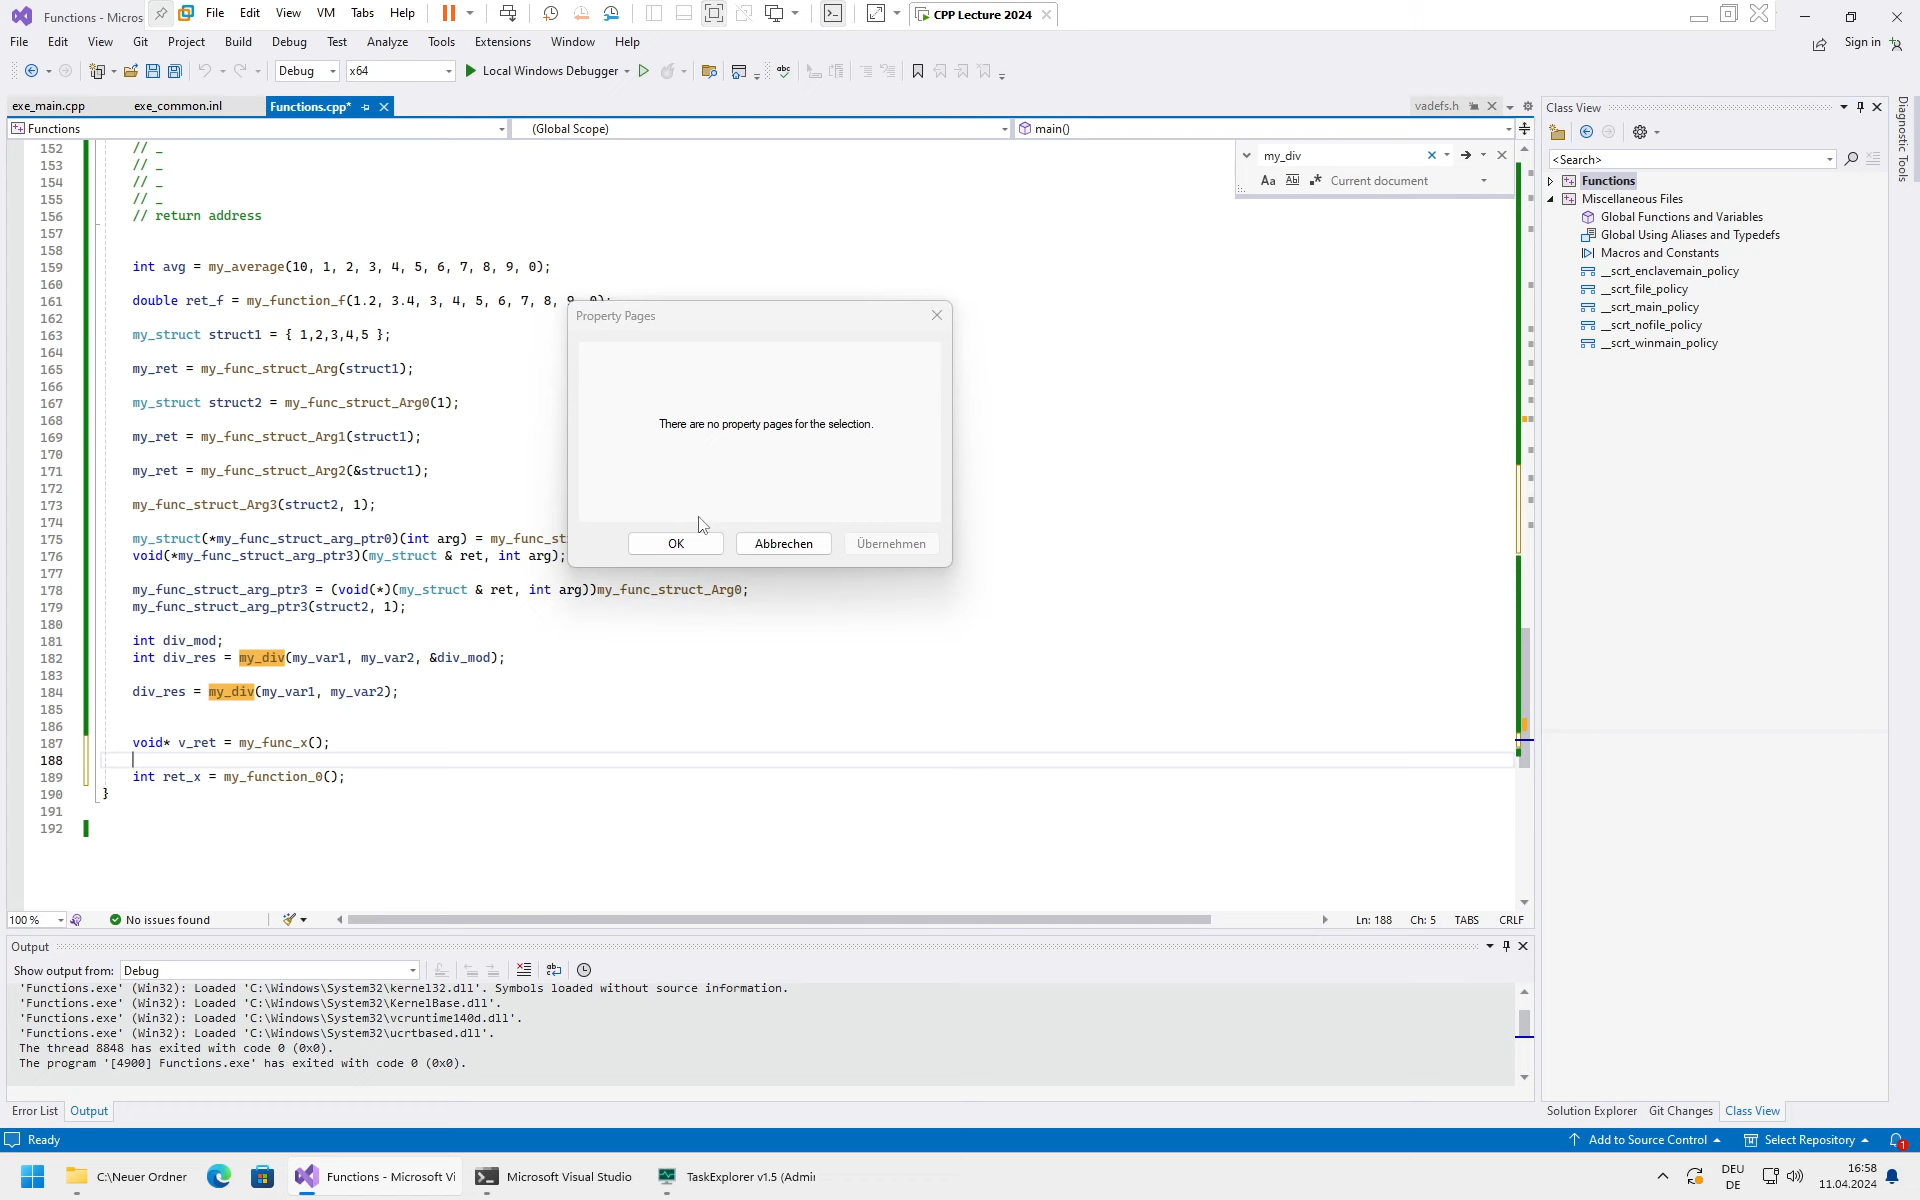 Functions - Micros
File Edit View VM Tabs Help
CPP Lecture 2024
File Edit View Git Project Build Debug Test Analyze Tools Extensions Window Help
Sign in
Debug x64 Local Windows Debugger
exe_main.cpp exe_common.inl Functions.cpp* vadefs.h
Class View
Diagnostic Tools
Functions (Global Scope) main()
<Search>
my_div
Aa Ab Current document
Functions
Miscellaneous Files
Global Functions and Variables
Global Using Aliases and Typedefs
Macros and Constants
__scrt_enclavemain_policy
__scrt_file_policy
__scrt_main_policy
__scrt_nofile_policy
__scrt_winmain_policy
152 // _
153 // _
154 // _
155 // _
156 // return address
157
158
159 int avg = my_average(10, 1, 2, 3, 4, 5, 6, 7, 8, 9, 0);
160
161 double ret_f = my_function_f(1.2, 3.4, 3, 4, 5, 6, 7, 8, 9, 0);
162
163 my_struct struct1 = { 1,2,3,4,5 };
164
165 my_ret = my_func_struct_Arg(struct1);
166
167 my_struct struct2 = my_func_struct_Arg0(1);
168
169 my_ret = my_func_struct_Arg1(struct1);
170
171 my_ret = my_func_struct_Arg2(&struct1);
172
173 my_func_struct_Arg3(struct2, 1);
174
175 my_struct(*my_func_struct_arg_ptr0)(int arg) = my_func_st
176 void(*my_func_struct_arg_ptr3)(my_struct & ret, int arg);
177
178 my_func_struct_arg_ptr3 = (void(*)(my_struct & ret, int arg))my_func_struct_Arg0;
179 my_func_struct_arg_ptr3(struct2, 1);
180
181 int div_mod;
182 int div_res = my_div(my_var1, my_var2, &div_mod);
183
184 div_res = my_div(my_var1, my_var2);
185
186
187 void* v_ret = my_func_x();
188
189 int ret_x = my_function_0();
190 }
191
192
Property Pages
There are no property pages for the selection.
OK Abbrechen Übernehmen
100 % No issues found Ln: 188 Ch: 5 TABS CRLF
Output
Show output from: Debug
'Functions.exe' (Win32): Loaded 'C:\Windows\System32\kernel32.dll'. Symbols loaded without source information.
'Functions.exe' (Win32): Loaded 'C:\Windows\System32\KernelBase.dll'.
'Functions.exe' (Win32): Loaded 'C:\Windows\System32\vcruntime140d.dll'.
'Functions.exe' (Win32): Loaded 'C:\Windows\System32\ucrtbased.dll'.
The thread 8848 has exited with code 0 (0x0).
The program '[4900] Functions.exe' has exited with code 0 (0x0).
Error List Output
Solution Explorer Git Changes Class View
Ready Add to Source Control Select Repository 1
C:\Neuer Ordner Functions - Microsoft Vi Microsoft Visual Studio TaskExplorer v1.5 (Admi
DEU
DE
16:58
11.04.2024